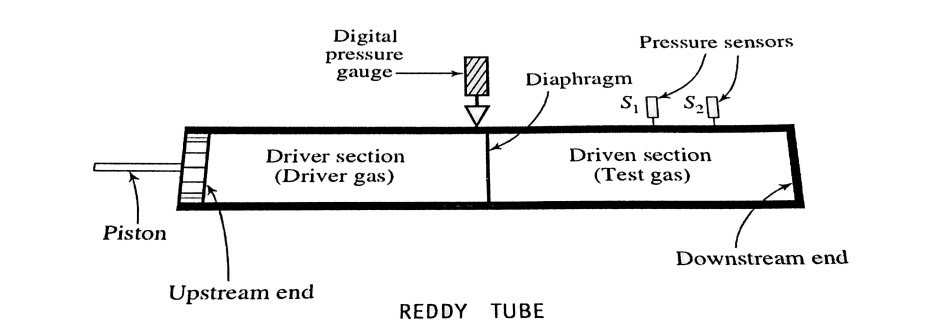 Digital
pressure
gauge
Pressure sensors
Diaphragm
S₁
S₂
Driver section
(Driver gas)
Driven section
(Test gas)
Piston
Upstream end
Downstream end
REDDY TUBE